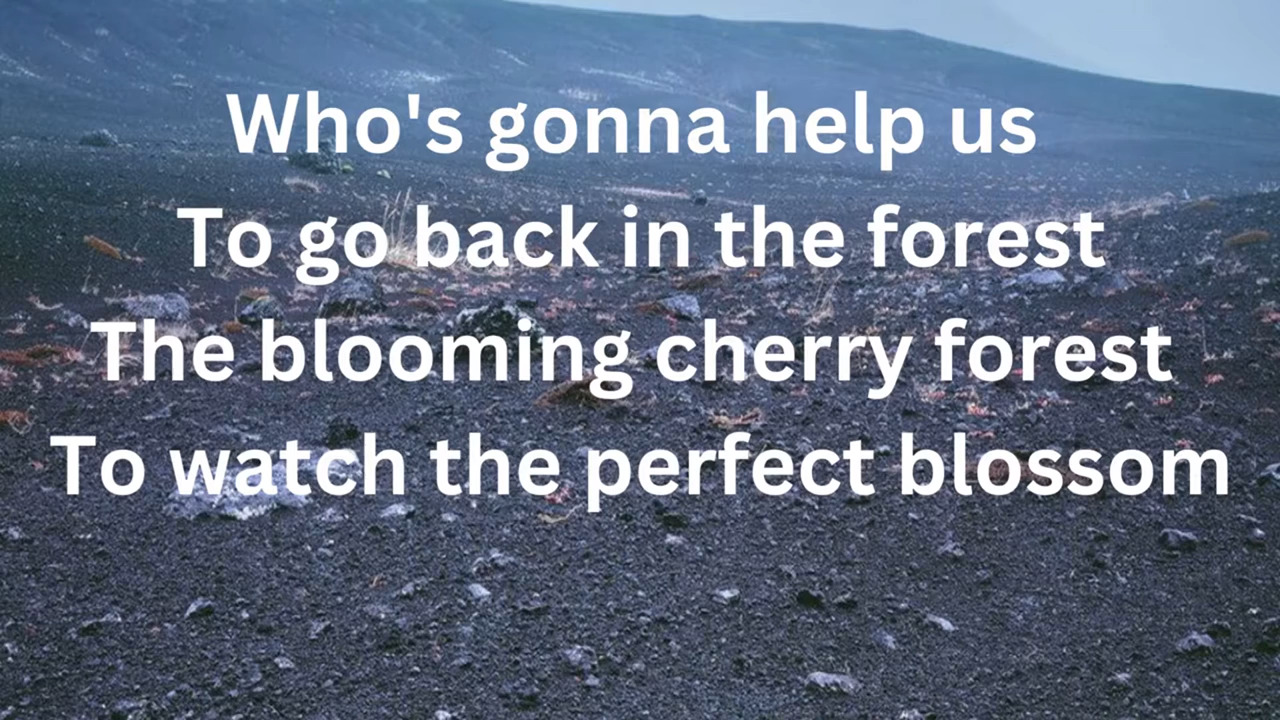 Who's gonna help us
To go back in the forest
The blooming cherry forest
To watch the perfect blossom